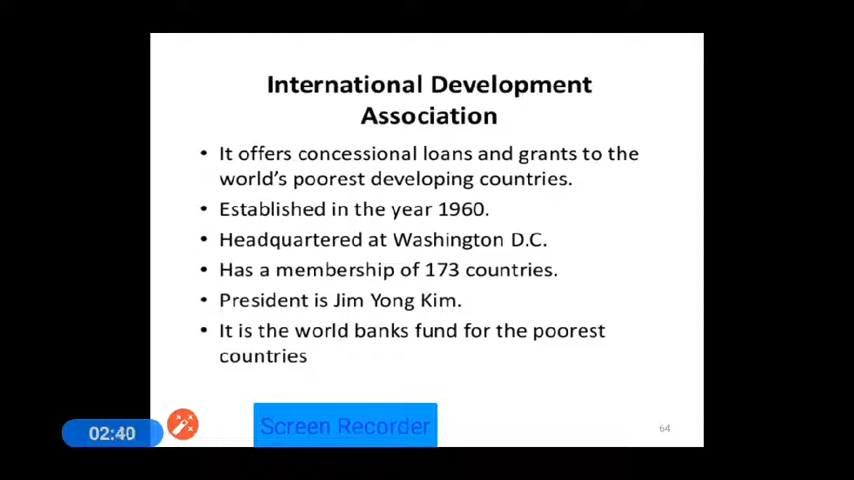 International Development
Association
• It offers concessional loans and grants to the
world's poorest developing countries.
• Established in the year 1960.
• Headquartered at Washington D.C.
• Has a membership of 173 countries.
• President is Jim Yong Kim.
• It is the world banks fund for the poorest
countries
02:40
Screen Recorder
64